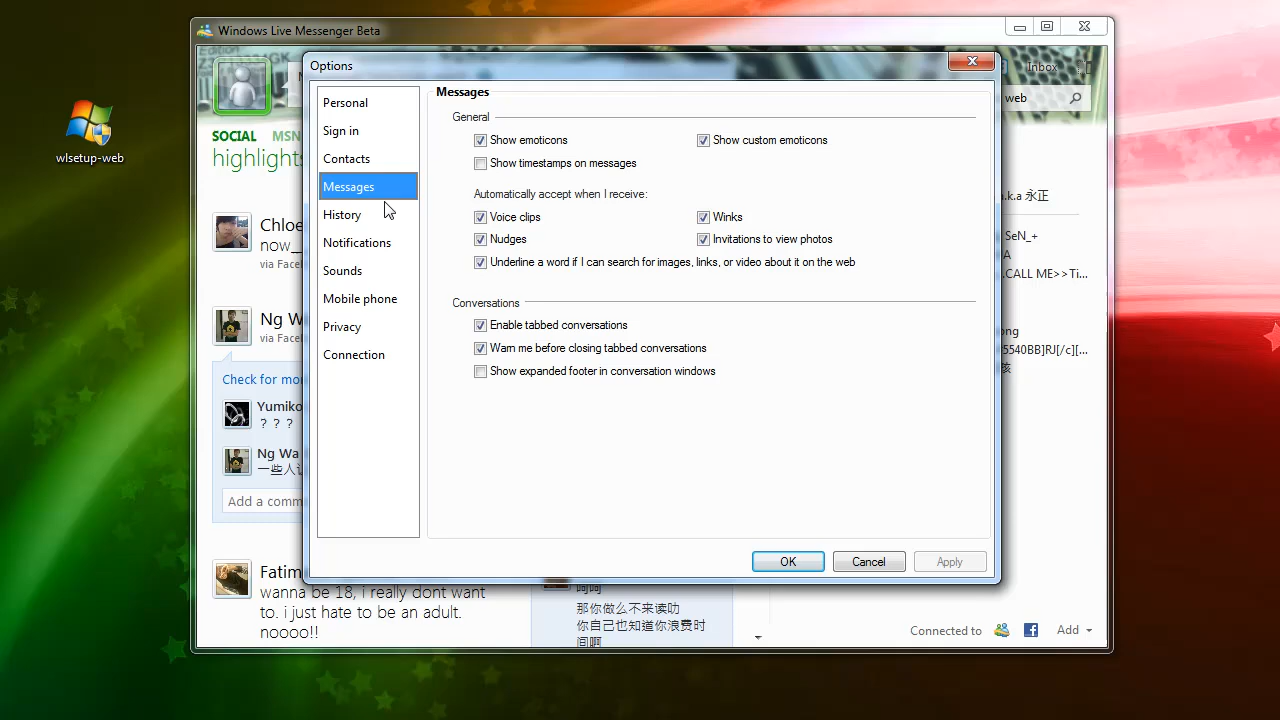 Windows Live Messenger Beta
Options
Inbox
web
wlsetup-web
SOCIAL MSN
highlights
Chloe
now__
via Face
Ng W
via Face
Check for mo
Yumiko
? ? ?
Ng Wa
一些人
Add a comm
Fatim
wanna be 18, i really dont want
to. i just hate to be an adult.
noooo!!
Personal
Sign in
Contacts
Messages
History
Notifications
Sounds
Mobile phone
Privacy
Connection
Messages
General
Show emoticons
Show custom emoticons
Show timestamps on messages
Automatically accept when I receive:
Voice clips
Winks
Nudges
Invitations to view photos
Underline a word if I can search for images, links, or video about it on the web
Conversations
Enable tabbed conversations
Warn me before closing tabbed conversations
Show expanded footer in conversation windows
OK
Cancel
Apply
.k.a 永正
SeN_+
A
.CALL ME>>Ti...
ong
5540BB]RJ[/c][...
呵呵
那你做么不来读叻
你自己也知道你浪费时
间啊
Connected to
Add